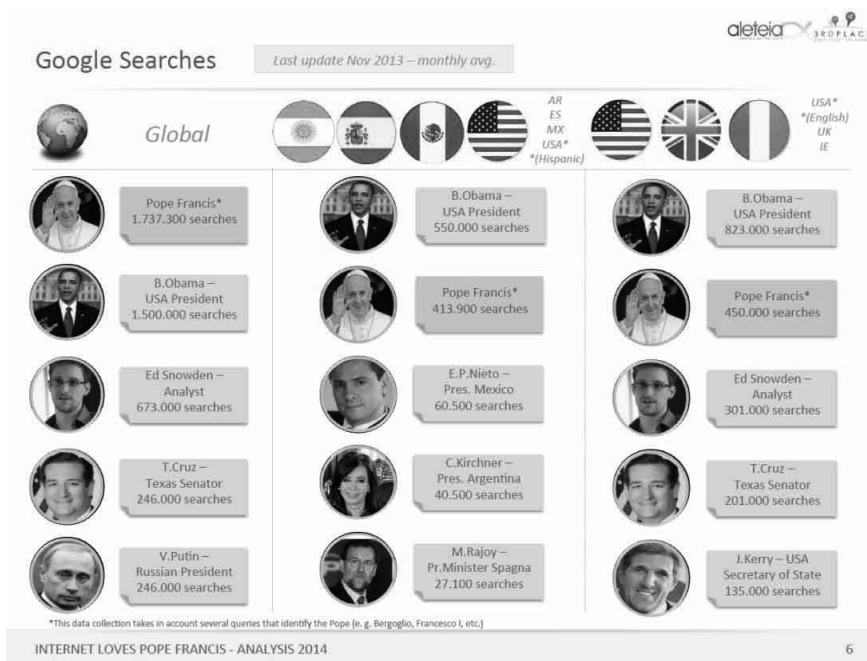 aleteia
3RDPLACE
Google Searches
Last update Nov 2013 – monthly avg.
Global
AR
ES
MX
USA*
*(Hispanic)
USA*
*(English)
UK
IE
Pope Francis*
1.737.300 searches
B.Obama –
USA President
1.500.000 searches
Ed Snowden –
Analyst
673.000 searches
T.Cruz –
Texas Senator
246.000 searches
V.Putin –
Russian President
246.000 searches
B.Obama –
USA President
550.000 searches
Pope Francis*
413.900 searches
E.P.Nieto –
Pres. Mexico
60.500 searches
C.Kirchner –
Pres. Argentina
40.500 searches
M.Rajoy –
Pr.Minister Spagna
27.100 searches
B.Obama –
USA President
823.000 searches
Pope Francis*
450.000 searches
Ed Snowden –
Analyst
301.000 searches
T.Cruz –
Texas Senator
201.000 searches
J.Kerry – USA
Secretary of State
135.000 searches
*This data collection takes in account several queries that identify the Pope (e. g. Bergoglio, Francesco I, etc.)
INTERNET LOVES POPE FRANCIS - ANALYSIS 2014
6